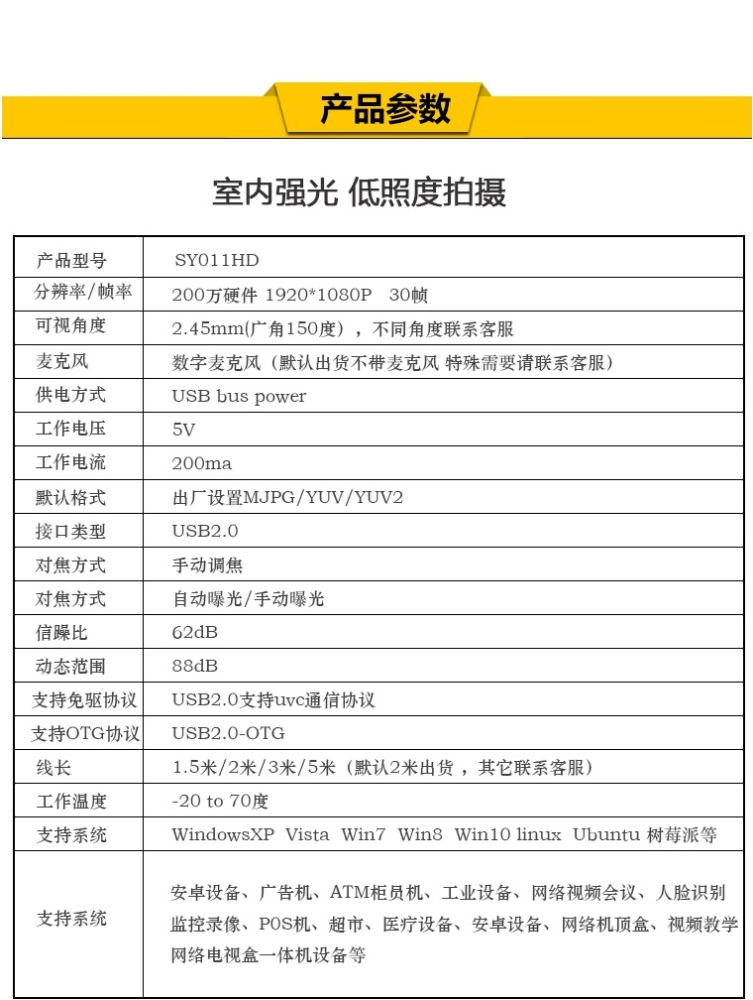 产品参数
室内强光 低照度拍摄
产品型号 SY011HD
分辨率/帧率 200万硬件 1920*1080P 30帧
可视角度 2.45mm(广角150度），不同角度联系客服
麦克风 数字麦克风（默认出货不带麦克风 特殊需要请联系客服）
供电方式 USB bus power
工作电压 5V
工作电流 200ma
默认格式 出厂设置MJPG/YUV/YUV2
接口类型 USB2.0
对焦方式 手动调焦
对焦方式 自动曝光/手动曝光
信躁比 62dB
动态范围 88dB
支持免驱协议 USB2.0支持uvc通信协议
支持OTG协议 USB2.0-OTG
线长 1.5米/2米/3米/5米（默认2米出货 ，其它联系客服）
工作温度 -20 to 70度
支持系统 WindowsXP Vista Win7 Win8 Win10 linux Ubuntu 树莓派等
支持系统 安卓设备、广告机、ATM柜员机、工业设备、网络视频会议、人脸识别
监控录像、P0S机、超市、医疗设备、安卓设备、网络机顶盒、视频教学
网络电视盒一体机设备等